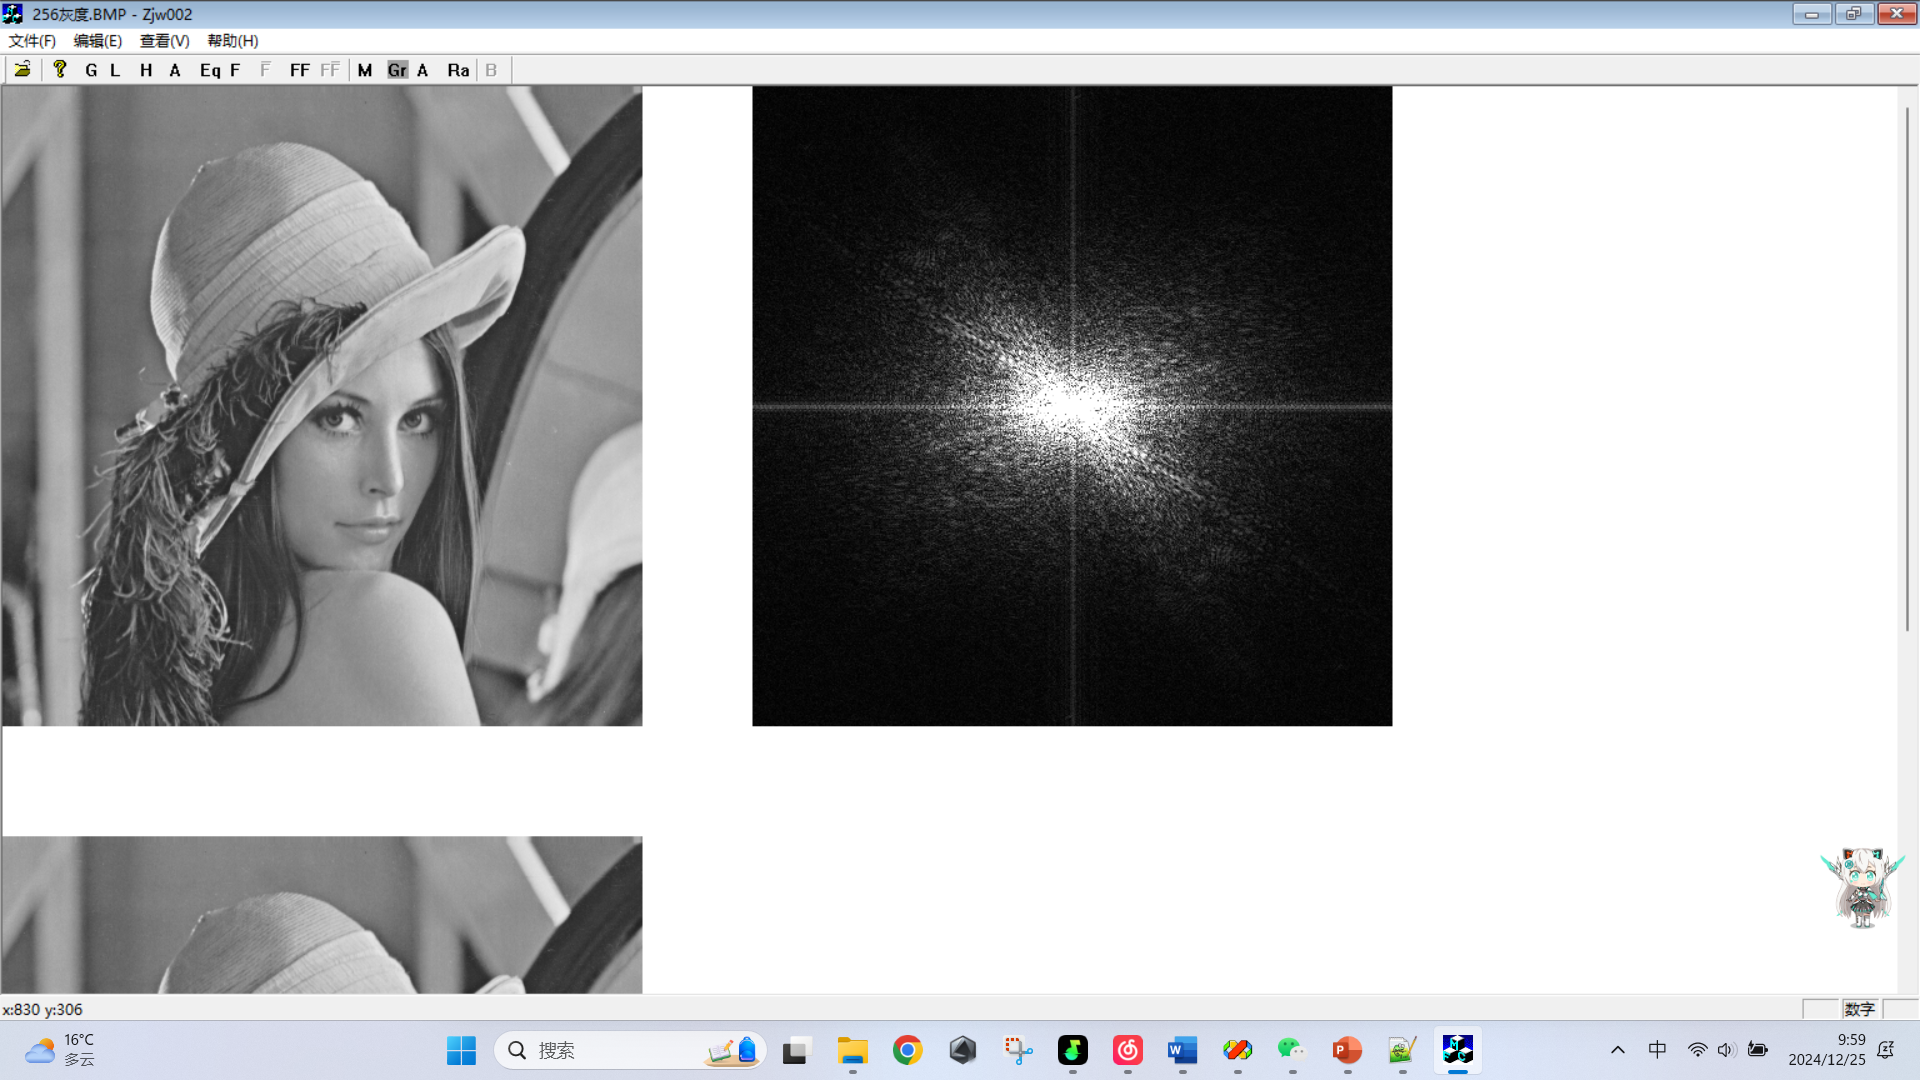 256灰度.BMP - Zjw002
文件(F) 编辑(E) 查看(V) 帮助(H)
G L H A Eq F F̅ FF F̅F̅ M Gr A Ra B
x:830 y:306
数字
16°C
多云
搜索
中
9:59
2024/12/25